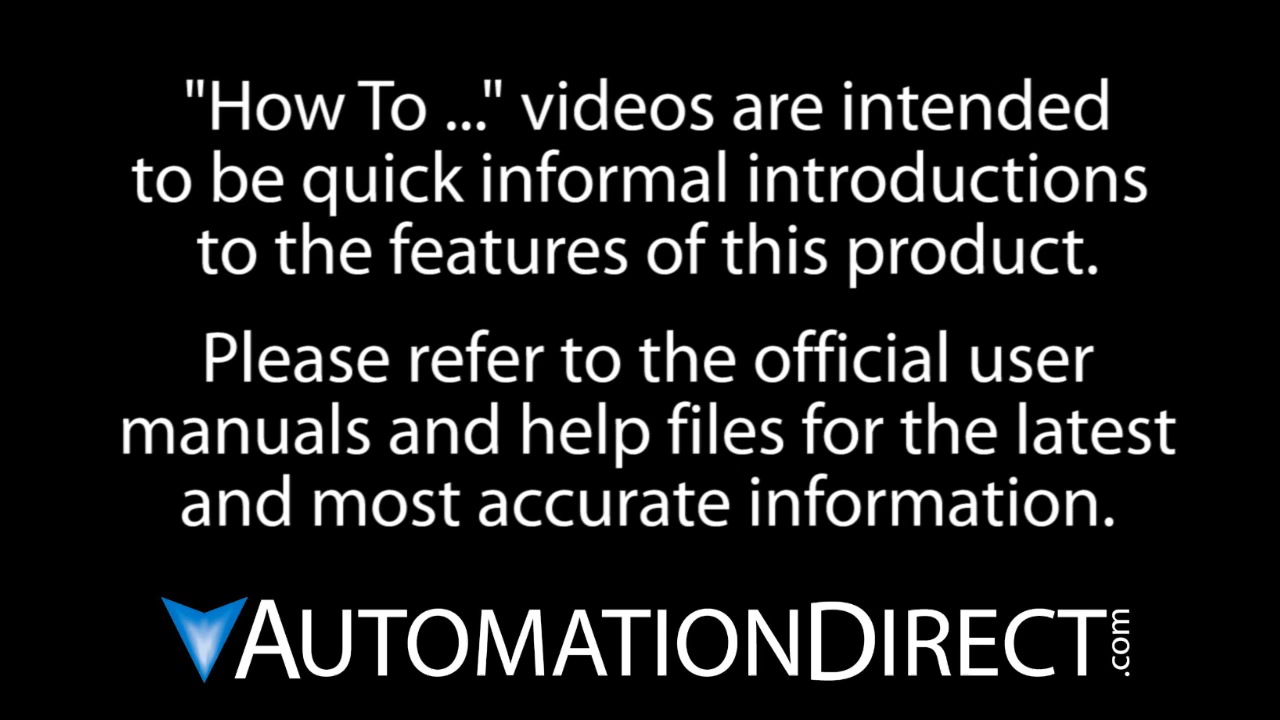 "How To ..." videos are intended
to be quick informal introductions
to the features of this product.
Please refer to the official user
manuals and help files for the latest
and most accurate information.
AUTOMATIONDIRECT.com